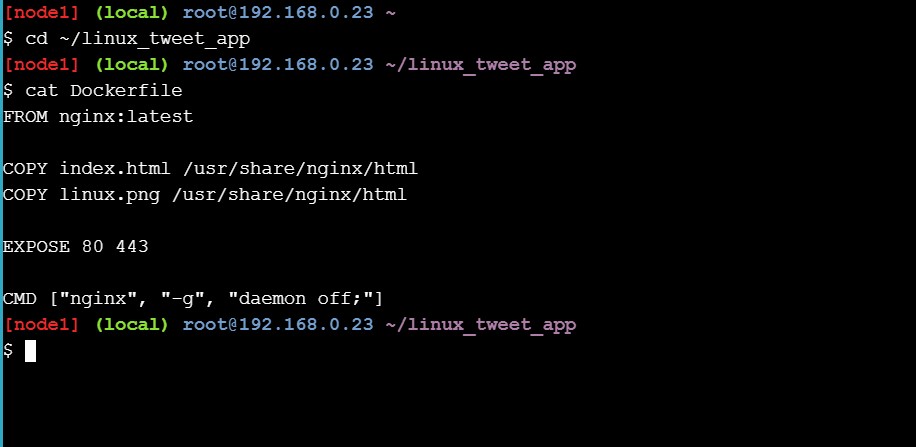 [node1] (local) root@192.168.0.23 ~
$ cd ~/linux_tweet_app
[node1] (local) root@192.168.0.23 ~/linux_tweet_app
$ cat Dockerfile
FROM nginx:latest

COPY index.html /usr/share/nginx/html
COPY linux.png /usr/share/nginx/html

EXPOSE 80 443

CMD ["nginx", "-g", "daemon off;"]
[node1] (local) root@192.168.0.23 ~/linux_tweet_app
$